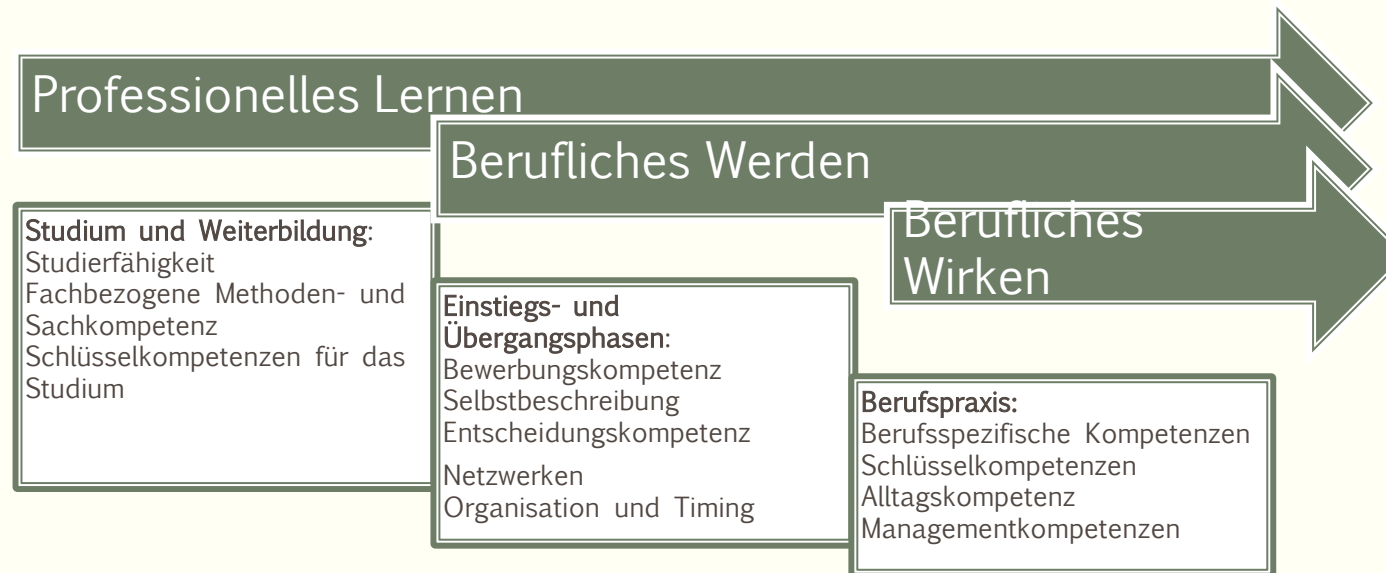 Professionelles Lernen
Berufliches Werden
Berufliches
Wirken
Studium und Weiterbildung:
Studierfähigkeit
Fachbezogene Methoden- und
Sachkompetenz
Schlüsselkompetenzen für das
Studium
Einstiegs- und
Übergangsphasen:
Bewerbungskompetenz
Selbstbeschreibung
Entscheidungskompetenz
Netzwerken
Organisation und Timing
Berufspraxis:
Berufsspezifische Kompetenzen
Schlüsselkompetenzen
Alltagskompetenz
Managementkompetenzen